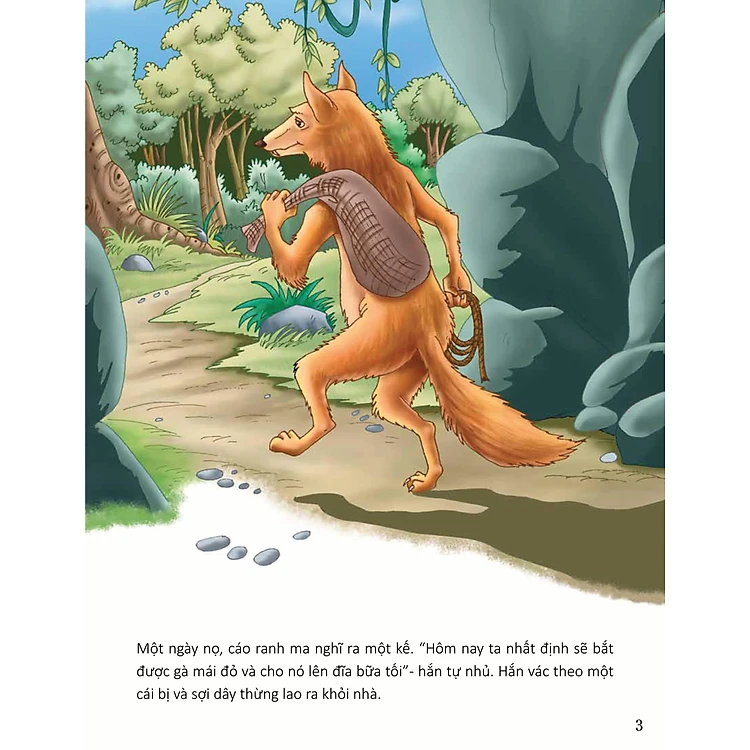 Một ngày nọ, cáo ranh ma nghĩ ra một kế. “Hôm nay ta nhất định sẽ bắt
được gà mái đỏ và cho nó lên đĩa bữa tối”- hắn tự nhủ. Hắn vác theo một
cái bị và sợi dây thừng lao ra khỏi nhà.
3